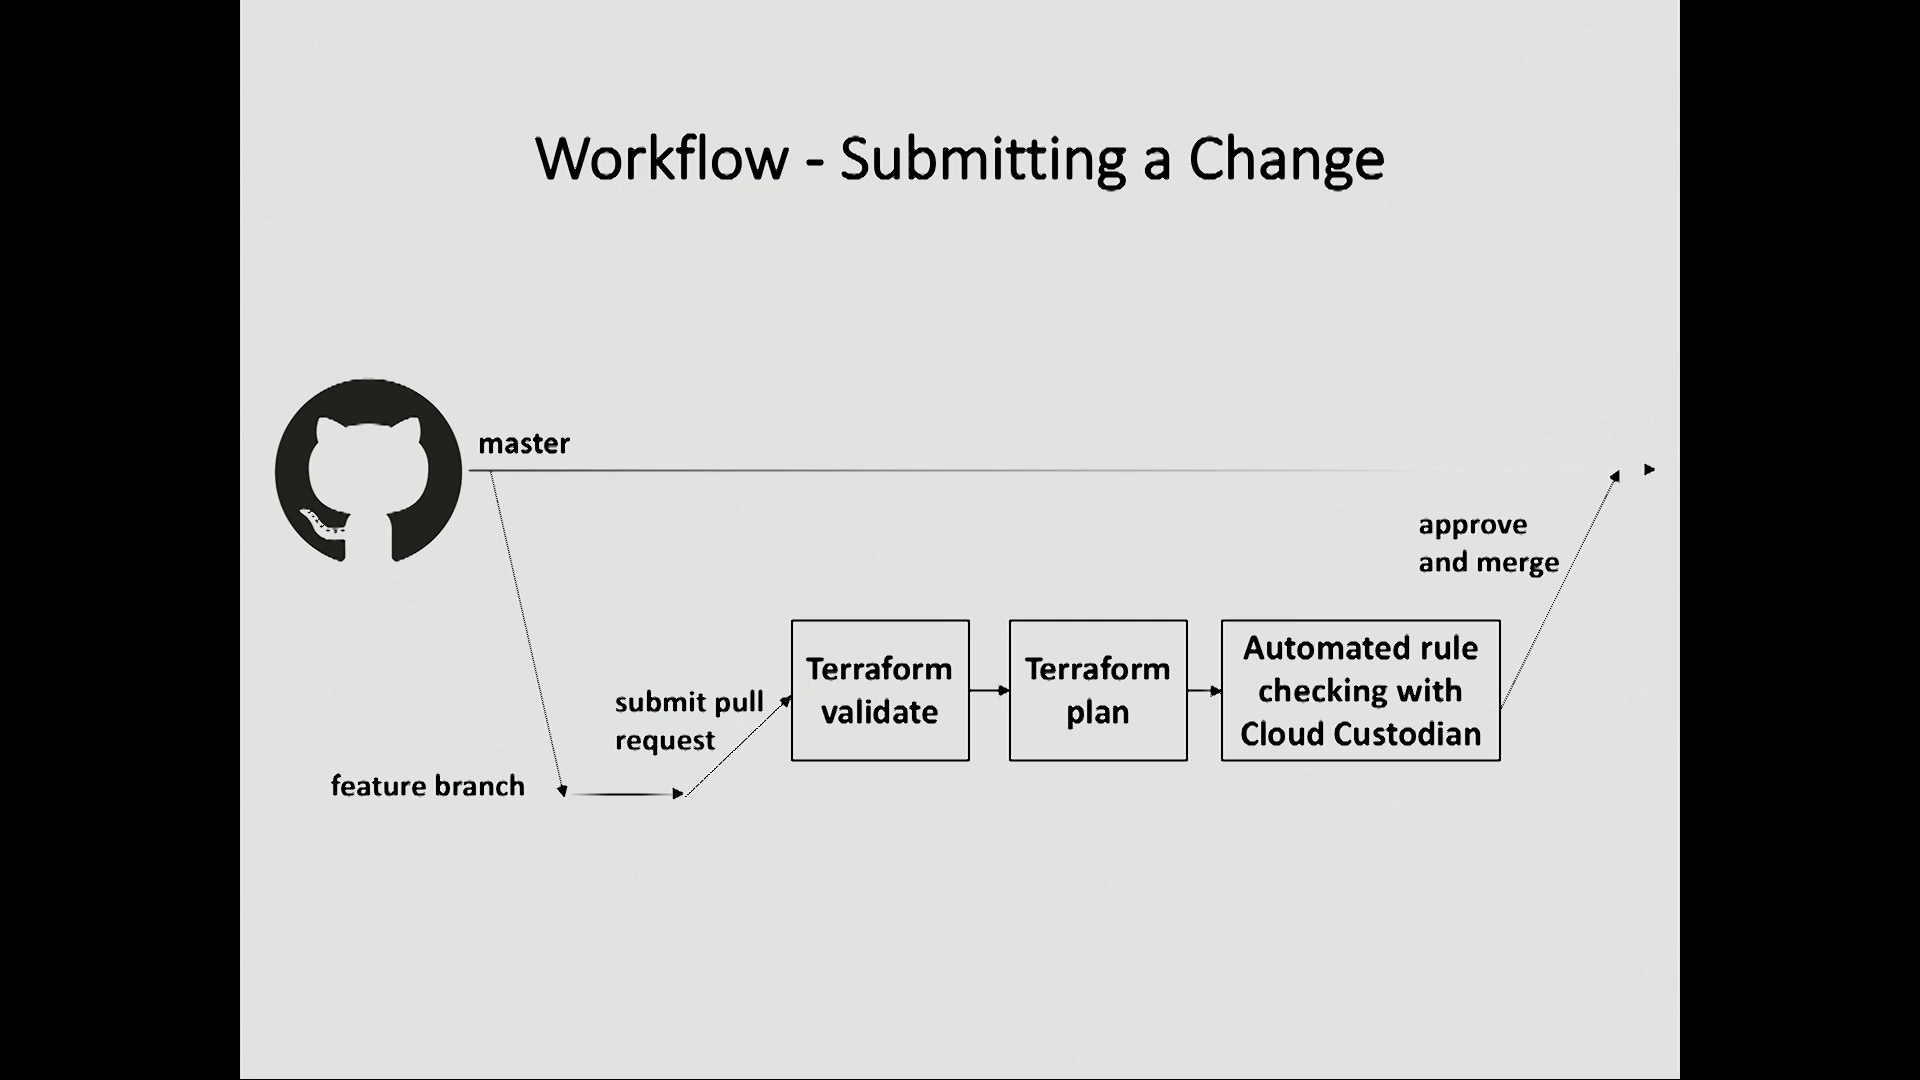 Workflow - Submitting a Change
master
approve
and merge
Terraform
validate
Terraform
plan
Automated rule
checking with
Cloud Custodian
submit pull
request
feature branch